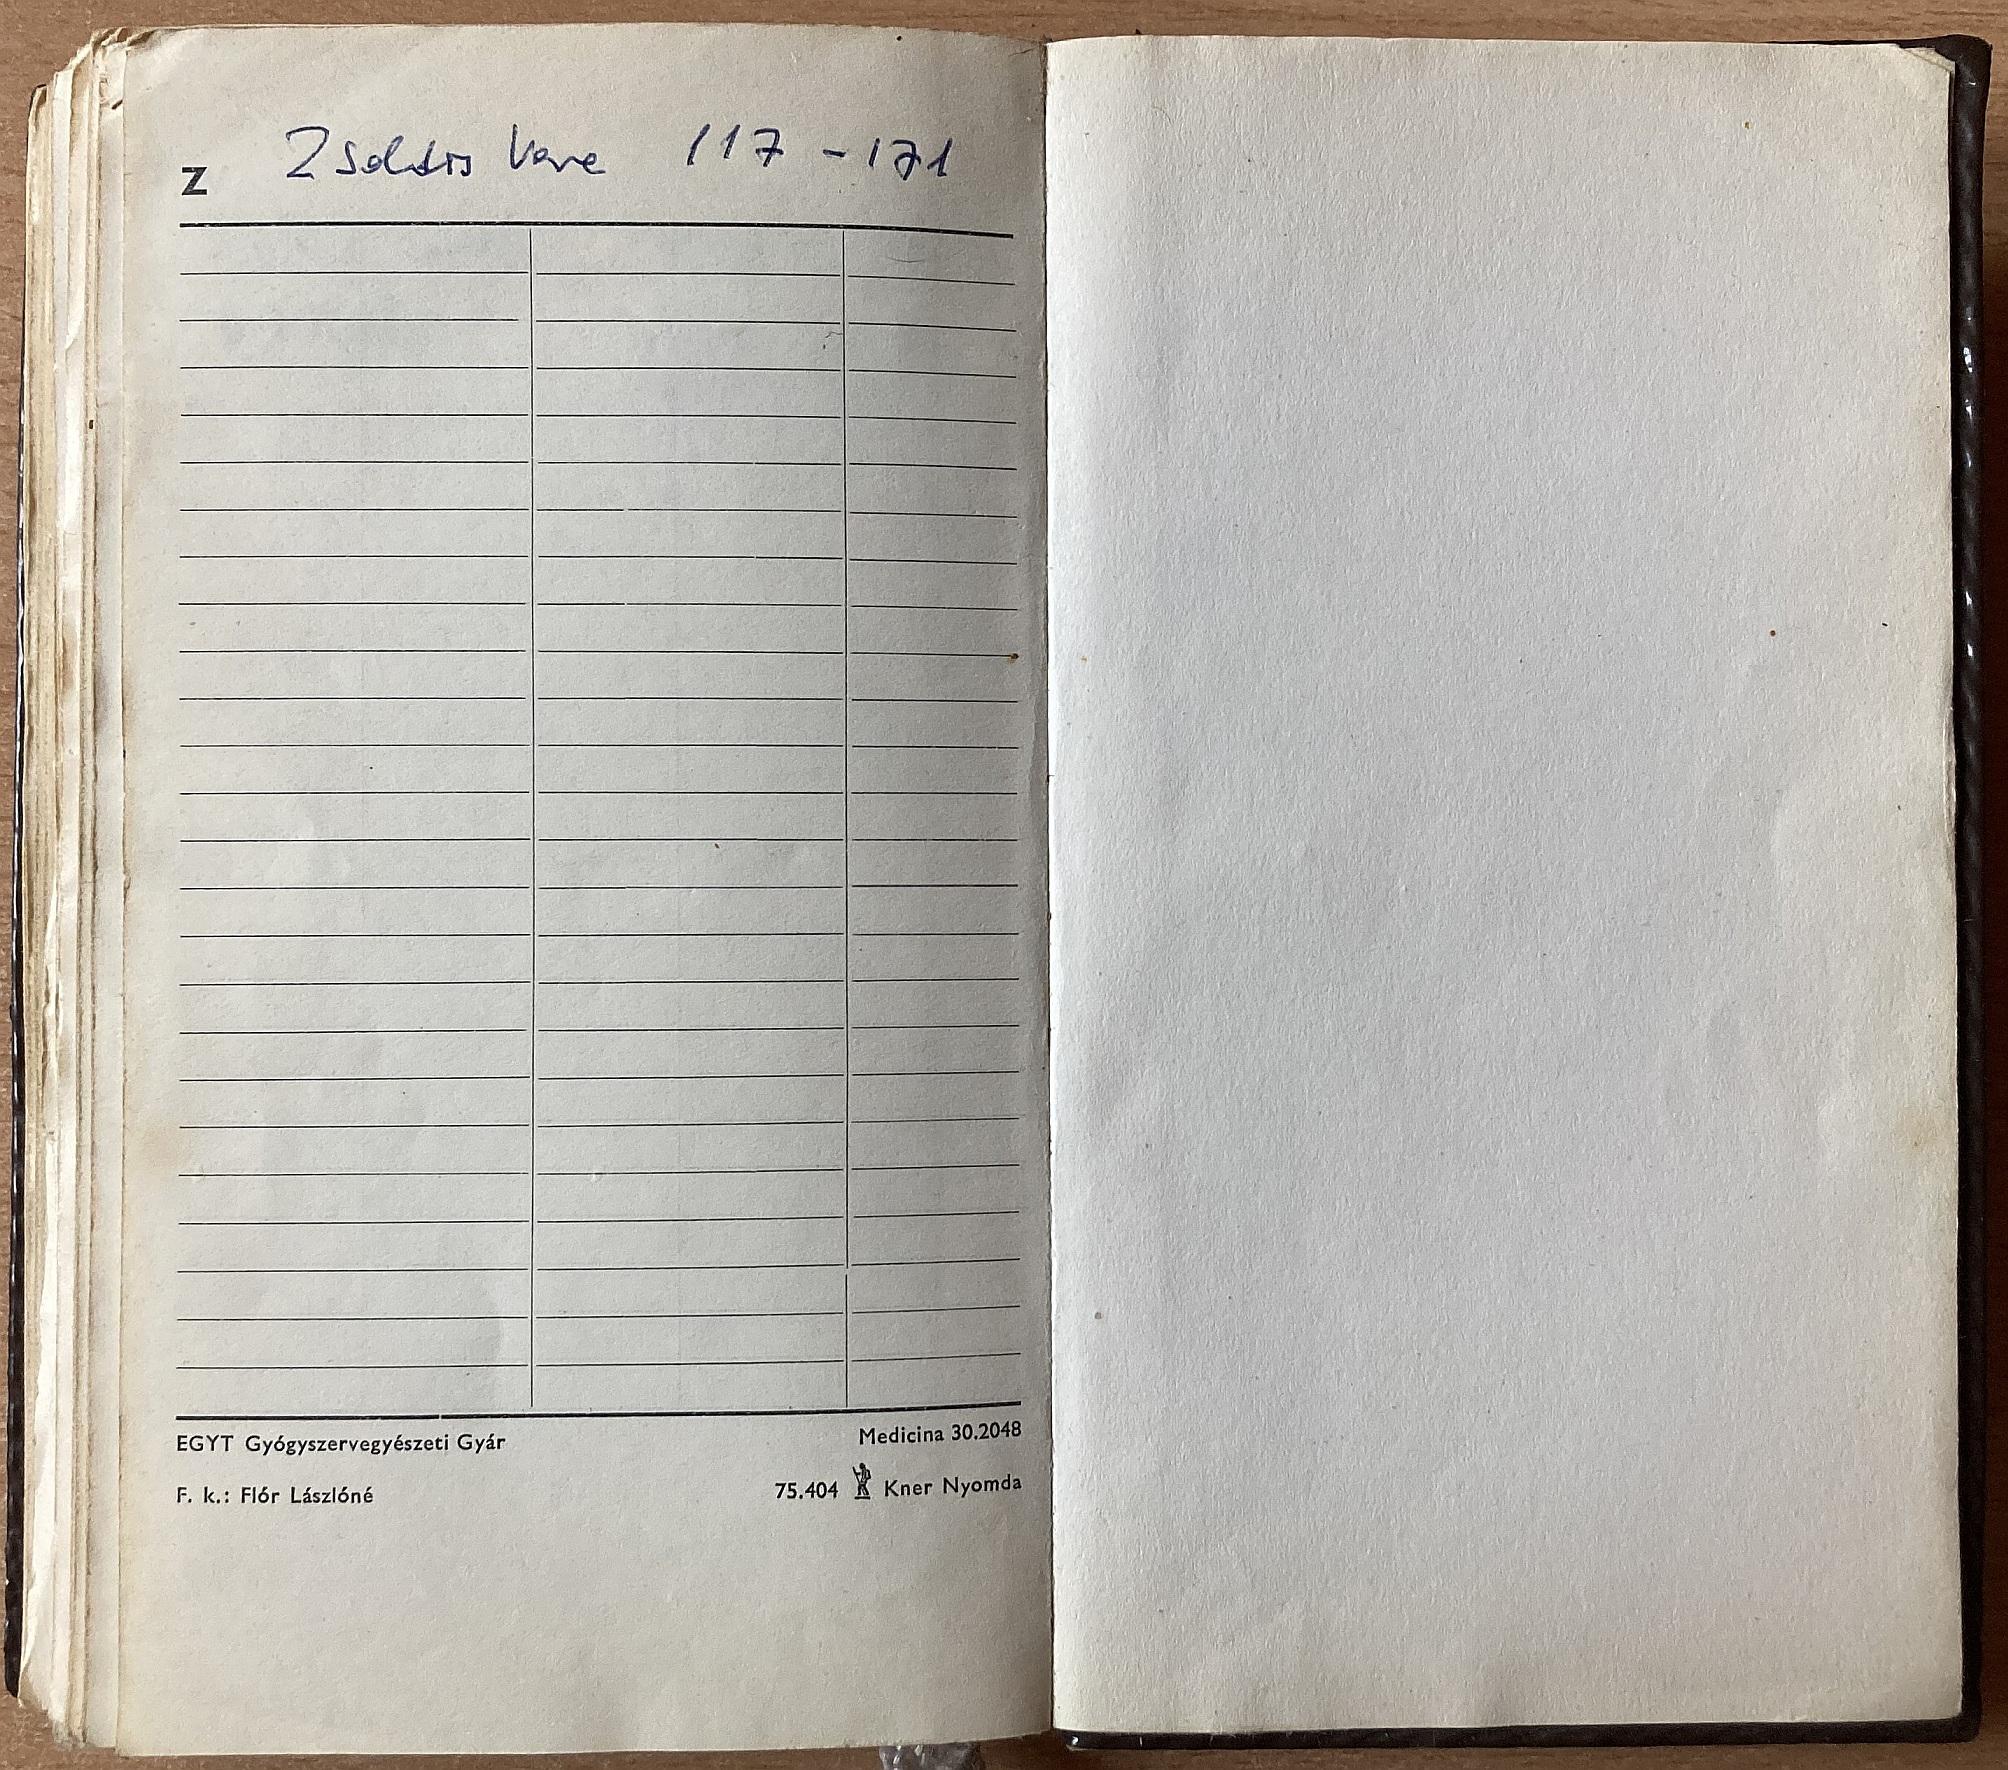 Z Zsoldos Vera 117-171
EGYT Gyógyszervegyészeti Gyár Medicina 30.2048
F. k.: Flór Lászlóné 75.404 Kner Nyomda